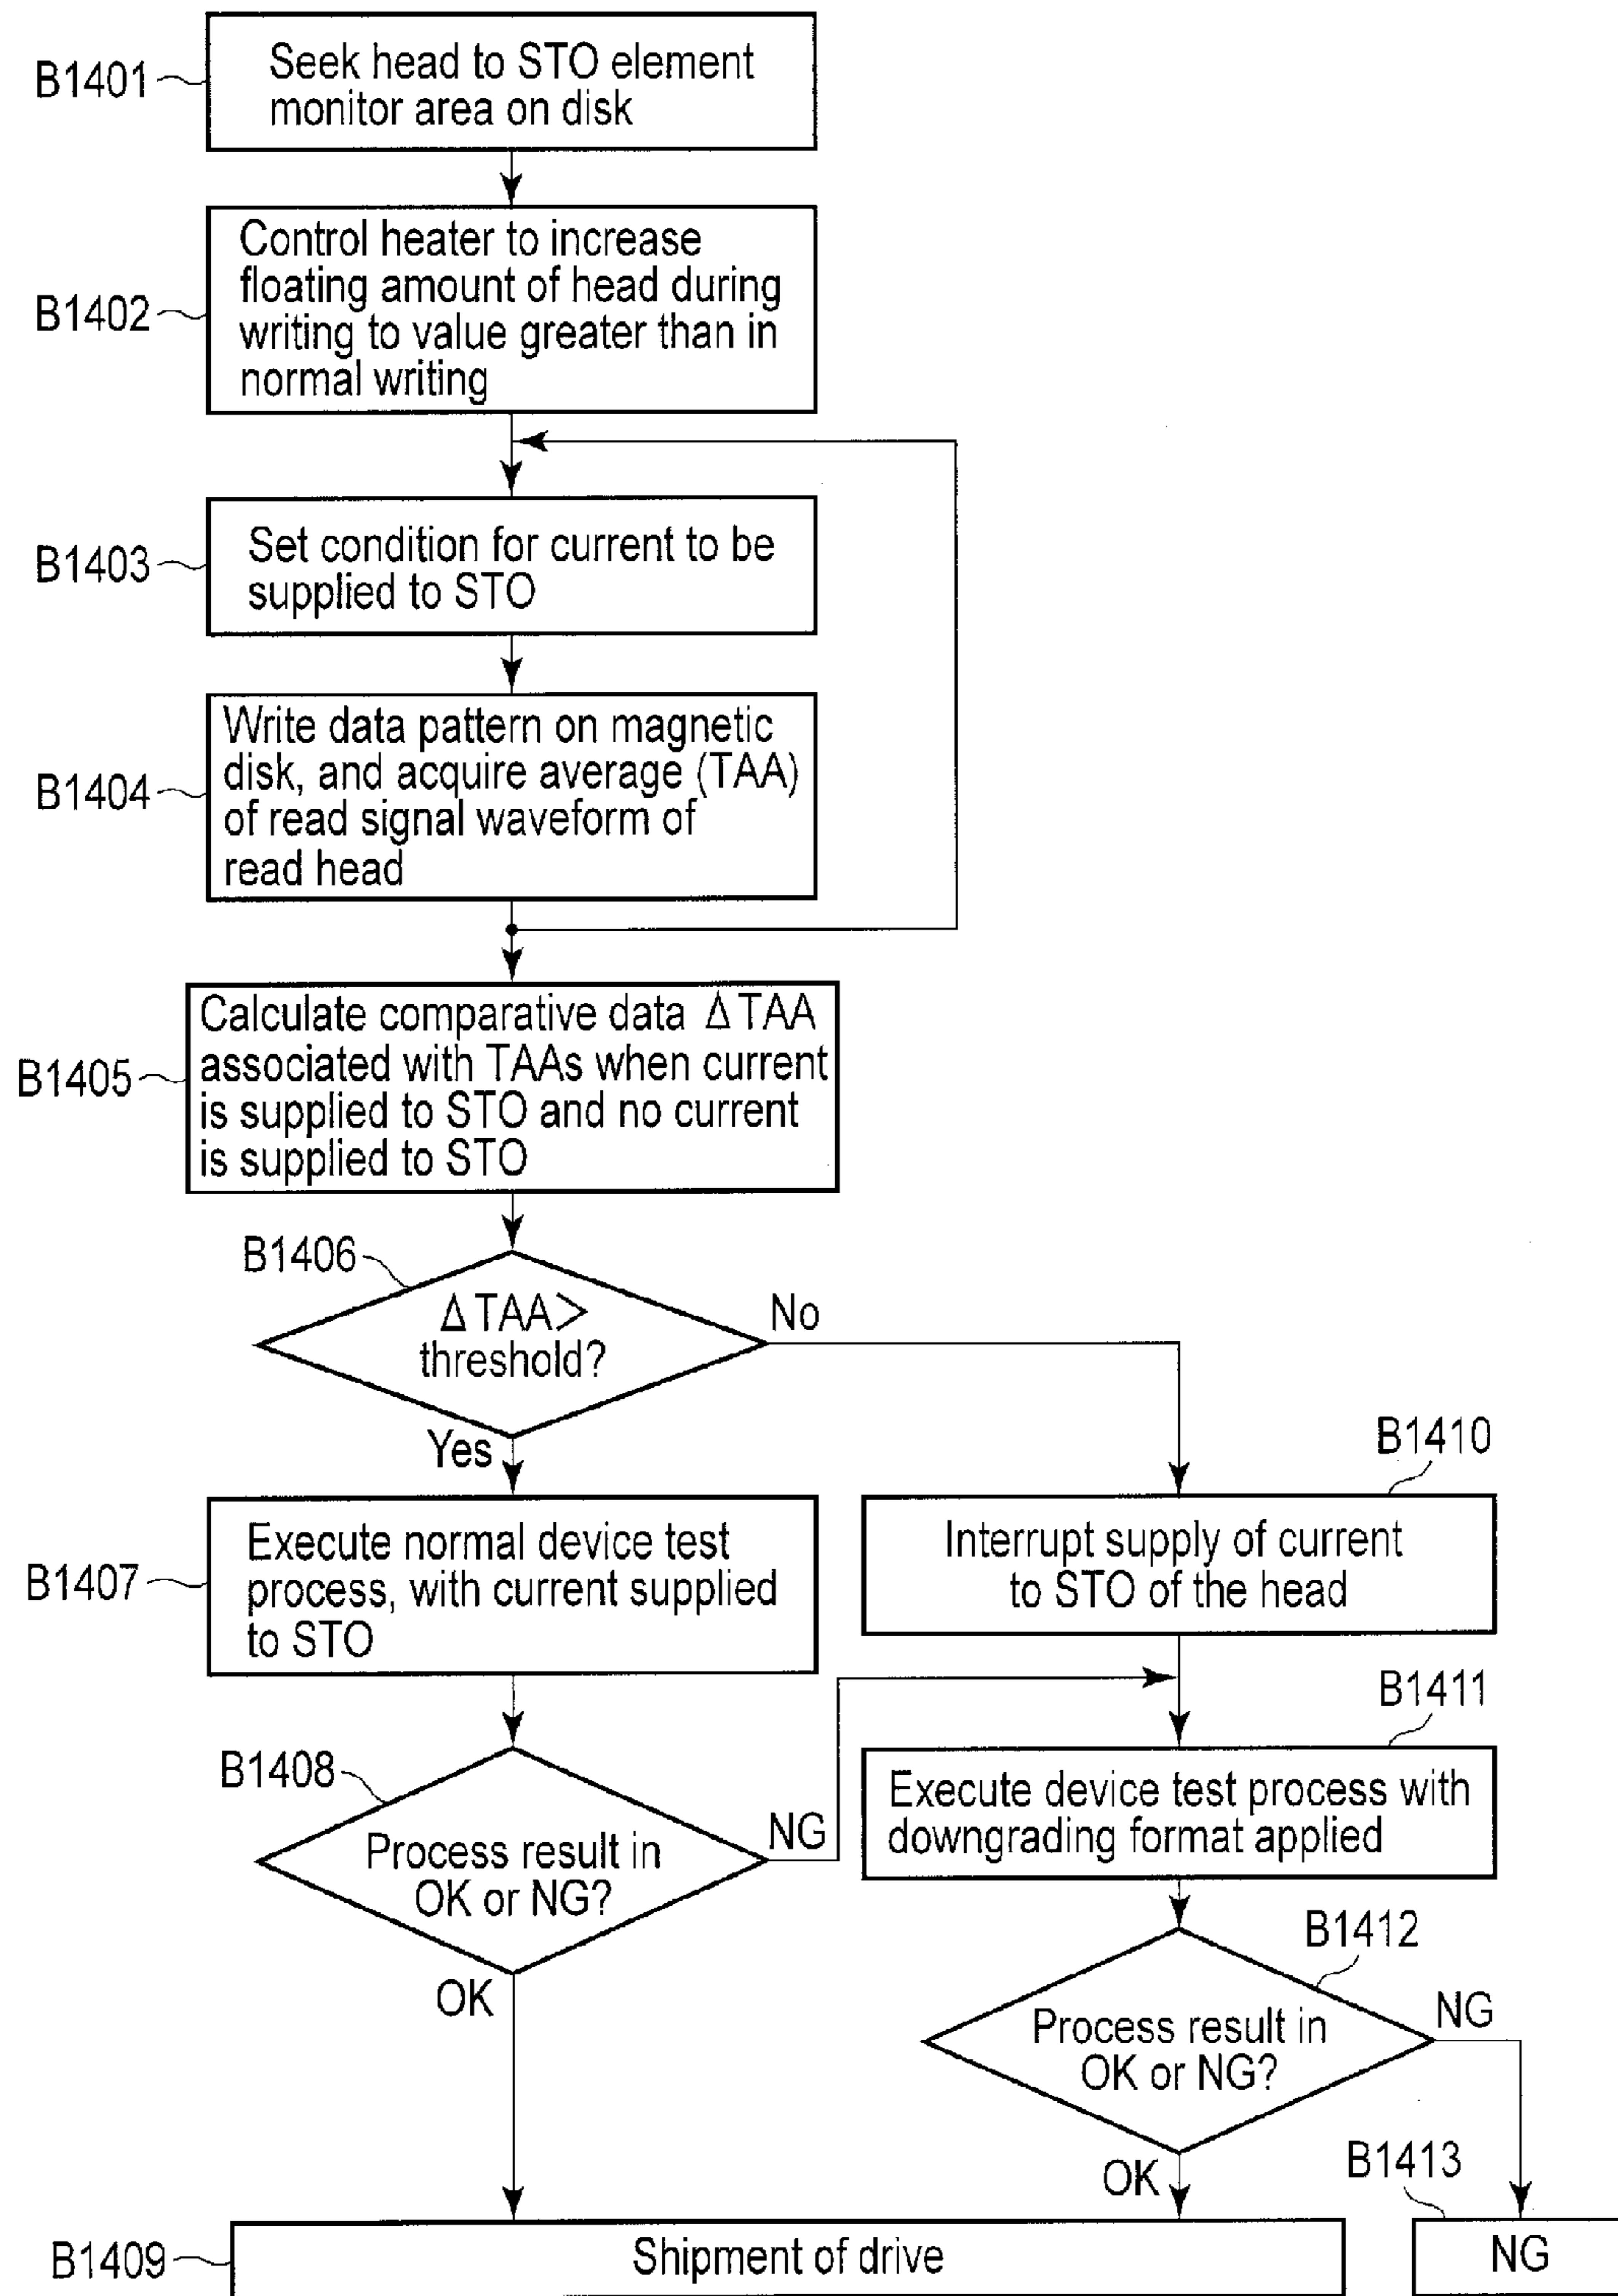 B1401
Seek head to STO element
monitor area on disk
B1402
Control heater to increase
floating amount of head during
writing to value greater than in
normal writing
B1403
Set condition for current to be
supplied to STO
B1404
Write data pattern on magnetic
disk, and acquire average (TAA)
of read signal waveform of
read head
B1405
Calculate comparative data ΔTAA
associated with TAAs when current
is supplied to STO and no current
is supplied to STO
B1406
ΔTAA>
threshold?
No
Yes
B1407
Execute normal device test
process, with current supplied
to STO
B1410
Interrupt supply of current
to STO of the head
B1408
Process result in
OK or NG?
NG
OK
B1411
Execute device test process with
downgrading format applied
B1412
Process result in
OK or NG?
NG
OK
B1409
Shipment of drive
B1413
NG